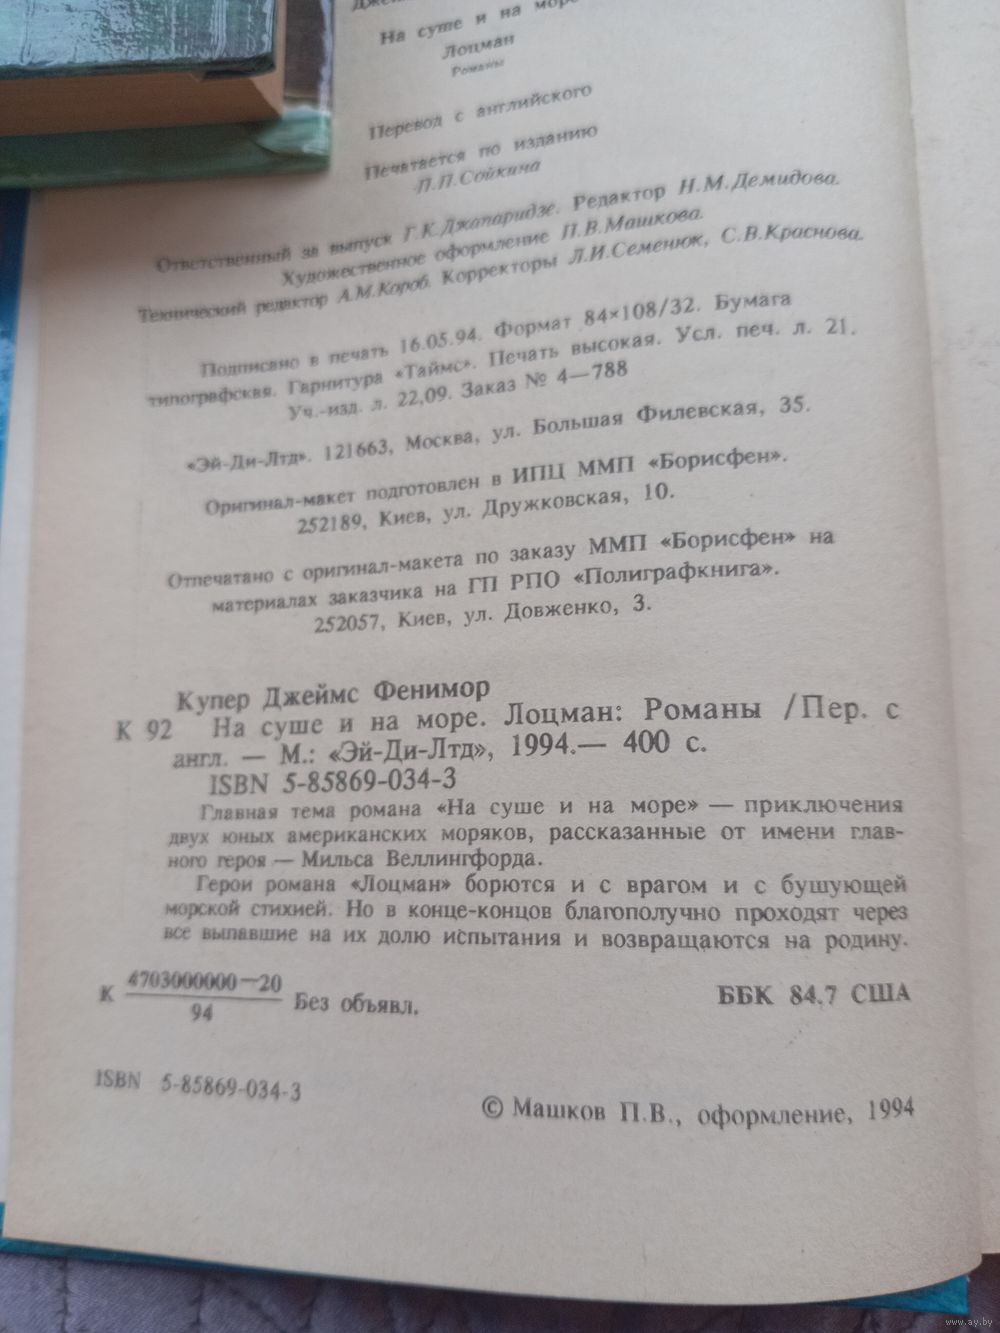 На суше и на море
Лоцман
Романы
Перевод с английского
Печатается по изданию
П.П.Сойкина
Ответственный за выпуск Г.К.Джапаридзе. Редактор Н.М.Демидова.
Художественное оформление П.В.Машкова.
Технический редактор А.М.Короб. Корректоры Л.И.Семенюк, С.В.Краснова.
Подписано в печать 16.05.94. Формат 84×108/32. Бумага
типографская. Гарнитура «Таймс». Печать высокая. Усл. печ. л. 21.
Уч.-изд. л. 22,09. Заказ № 4—788
«Эй-Ди-Лтд». 121663, Москва, ул. Большая Филевская, 35.
Оригинал-макет подготовлен в ИПЦ ММП «Борисфен».
252189, Киев, ул. Дружковская, 10.
Отпечатано с оригинал-макета по заказу ММП «Борисфен» на
материалах заказчика на ГП РПО «Полиграфкнига».
252057, Киев, ул. Довженко, 3.
Купер Джеймс Фенимор
К 92 На суше и на море. Лоцман: Романы /Пер. с
англ. — М.: «Эй-Ди-Лтд», 1994.— 400 с.
ISBN 5-85869-034-3
Главная тема романа «На суше и на море» — приключения
двух юных американских моряков, рассказанные от имени глав-
ного героя — Мильса Веллингфорда.
Герои романа «Лоцман» борются и с врагом и с бушующей
морской стихией. Но в конце-концов благополучно проходят через
все выпавшие на их долю испытания и возвращаются на родину.
К 4703000000—20
94 Без объявл.
ББК 84.7 США
ISBN 5-85869-034-3
© Машков П.В., оформление, 1994
www.ay.by